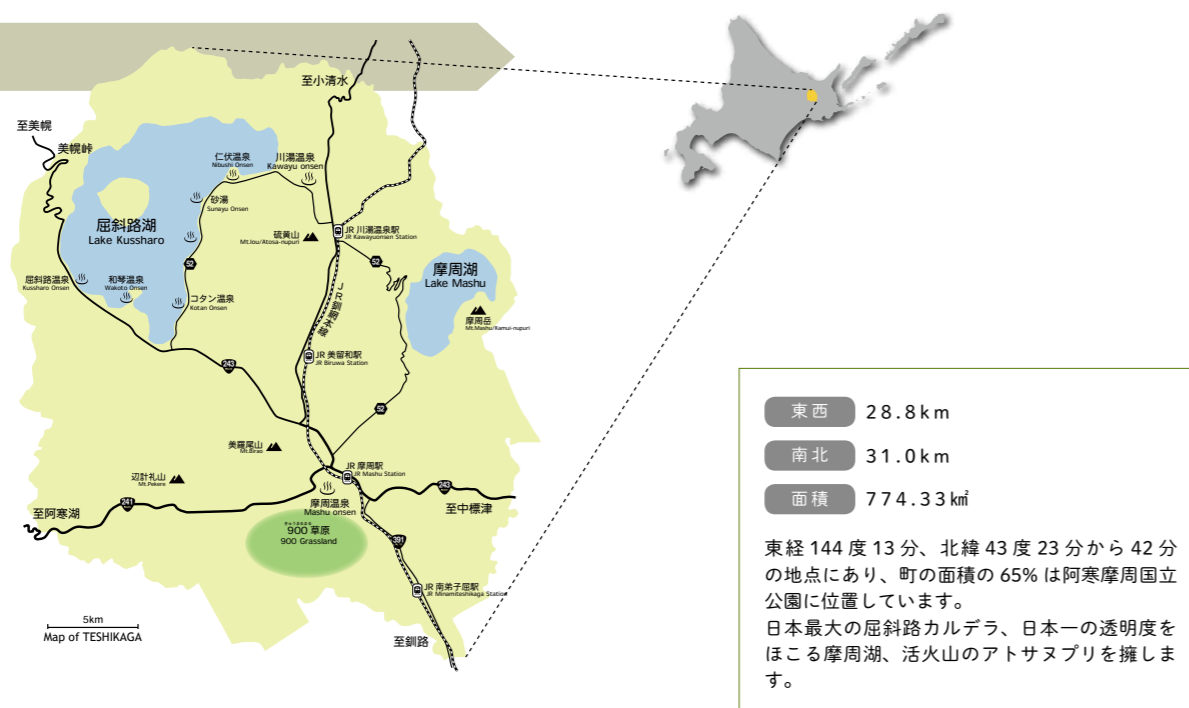 至小清水
至美幌
美幌峠
仁伏温泉
Nibushi Onsen
川湯温泉
Kawayu onsen
砂湯
Sunayu Onsen
屈斜路湖
Lake Kussharo
硫黄山
Mt.Iou/Atosa-nupuri
JR 川湯温泉駅
JR Kawayuonsen Station
52
52
摩周湖
Lake Mashu
屈斜路温泉
Kussharo Onsen
和琴温泉
Wakoto Onsen
コタン温泉
Kotan Onsen
JR釧網本線
摩周岳
Mt.Mashu/Kamui-nupuri
JR 美留和駅
JR Biruwa Station
243
52
美羅尾山
Mt.Birao
JR 摩周駅
JR Mashu Station
辺計礼山
Mt.Pekere
241
243
摩周温泉
Mashu onsen
至阿寒湖
至中標津
900 草原
900 Grassland
391
JR 南弟子屈駅
JR Minamiteshikaga Station
5km
Map of TESHIKAGA
至釧路
東西 28.8km
南北 31.0km
面積 774.33㎢
東経 144 度 13 分、北緯 43 度 23 分から 42 分
の地点にあり、町の面積の 65% は阿寒摩周国立
公園に位置しています。
日本最大の屈斜路カルデラ、日本一の透明度を
ほこる摩周湖、活火山のアトサヌプリを擁しま
す。